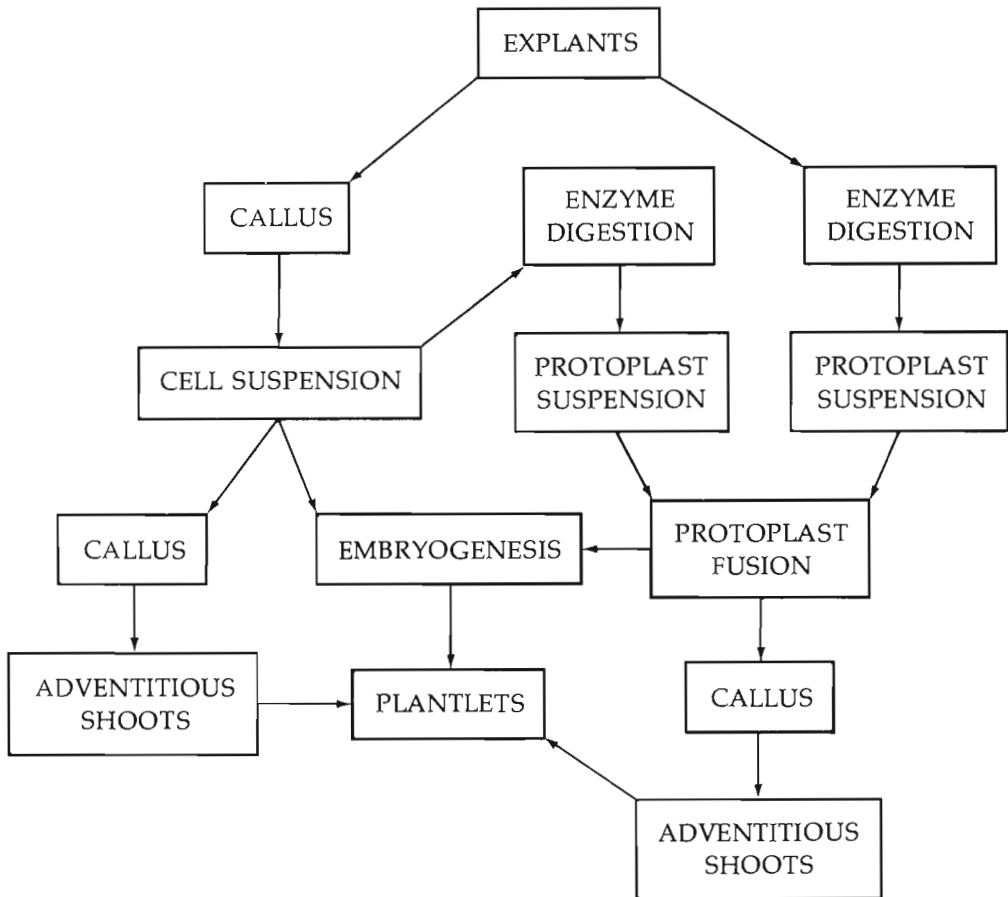 EXPLANTS
CALLUS
ENZYME
DIGESTION
ENZYME
DIGESTION
CELL SUSPENSION
PROTOPLAST
SUSPENSION
PROTOPLAST
SUSPENSION
CALLUS
EMBRYOGENESIS
PROTOPLAST
FUSION
ADVENTITIOUS
SHOOTS
PLANTLETS
CALLUS
ADVENTITIOUS
SHOOTS